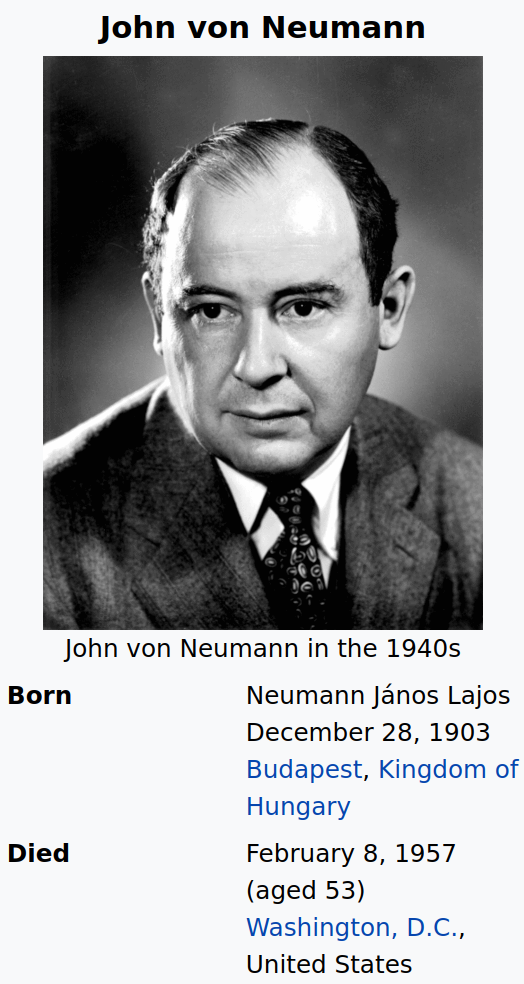 John von Neumann
John von Neumann in the 1940s
Born
Neumann János Lajos
December 28, 1903
Budapest, Kingdom of
Hungary
Died
February 8, 1957
(aged 53)
Washington, D.C.,
United States